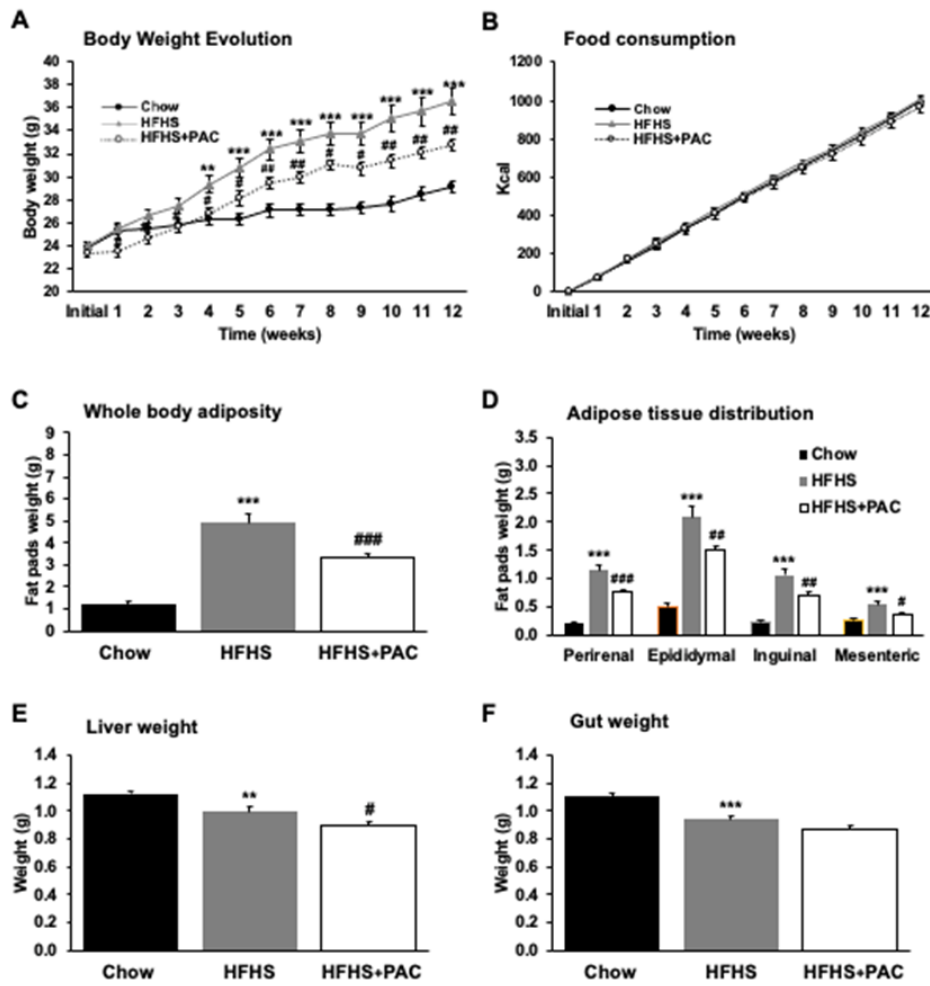 A
Body Weight Evolution
Body weight (g)
40
38
36
34
32
30
28
26
24
22
20
Chow
HFHS
HFHS+PAC
** *** *** *** *** *** *** *** ***
# # # # # ## ## # # ## ## ##
Initial 1 2 3 4 5 6 7 8 9 10 11 12
Time (weeks)
B
Food consumption
Kcal
1200
1000
800
600
400
200
0
Chow
HFHS
HFHS+PAC
Initial 1 2 3 4 5 6 7 8 9 10 11 12
Time (weeks)
C
Whole body adiposity
Fat pads weight (g)
9
8
7
6
5
4
3
2
1
0
***
###
Chow HFHS HFHS+PAC
D
Adipose tissue distribution
Fat pads weight (g)
3.5
3.0
2.5
2.0
1.5
1.0
0.5
0.0
Chow
HFHS
HFHS+PAC
*** ### *** ## *** ## *** #
Perirenal Epididymal Inguinal Mesenteric
E
Liver weight
Weight (g)
1.4
1.2
1.0
0.8
0.6
0.4
0.2
0.0
**
#
Chow HFHS HFHS+PAC
F
Gut weight
Weight (g)
1.4
1.2
1.0
0.8
0.6
0.4
0.2
0.0
***
Chow HFHS HFHS+PAC